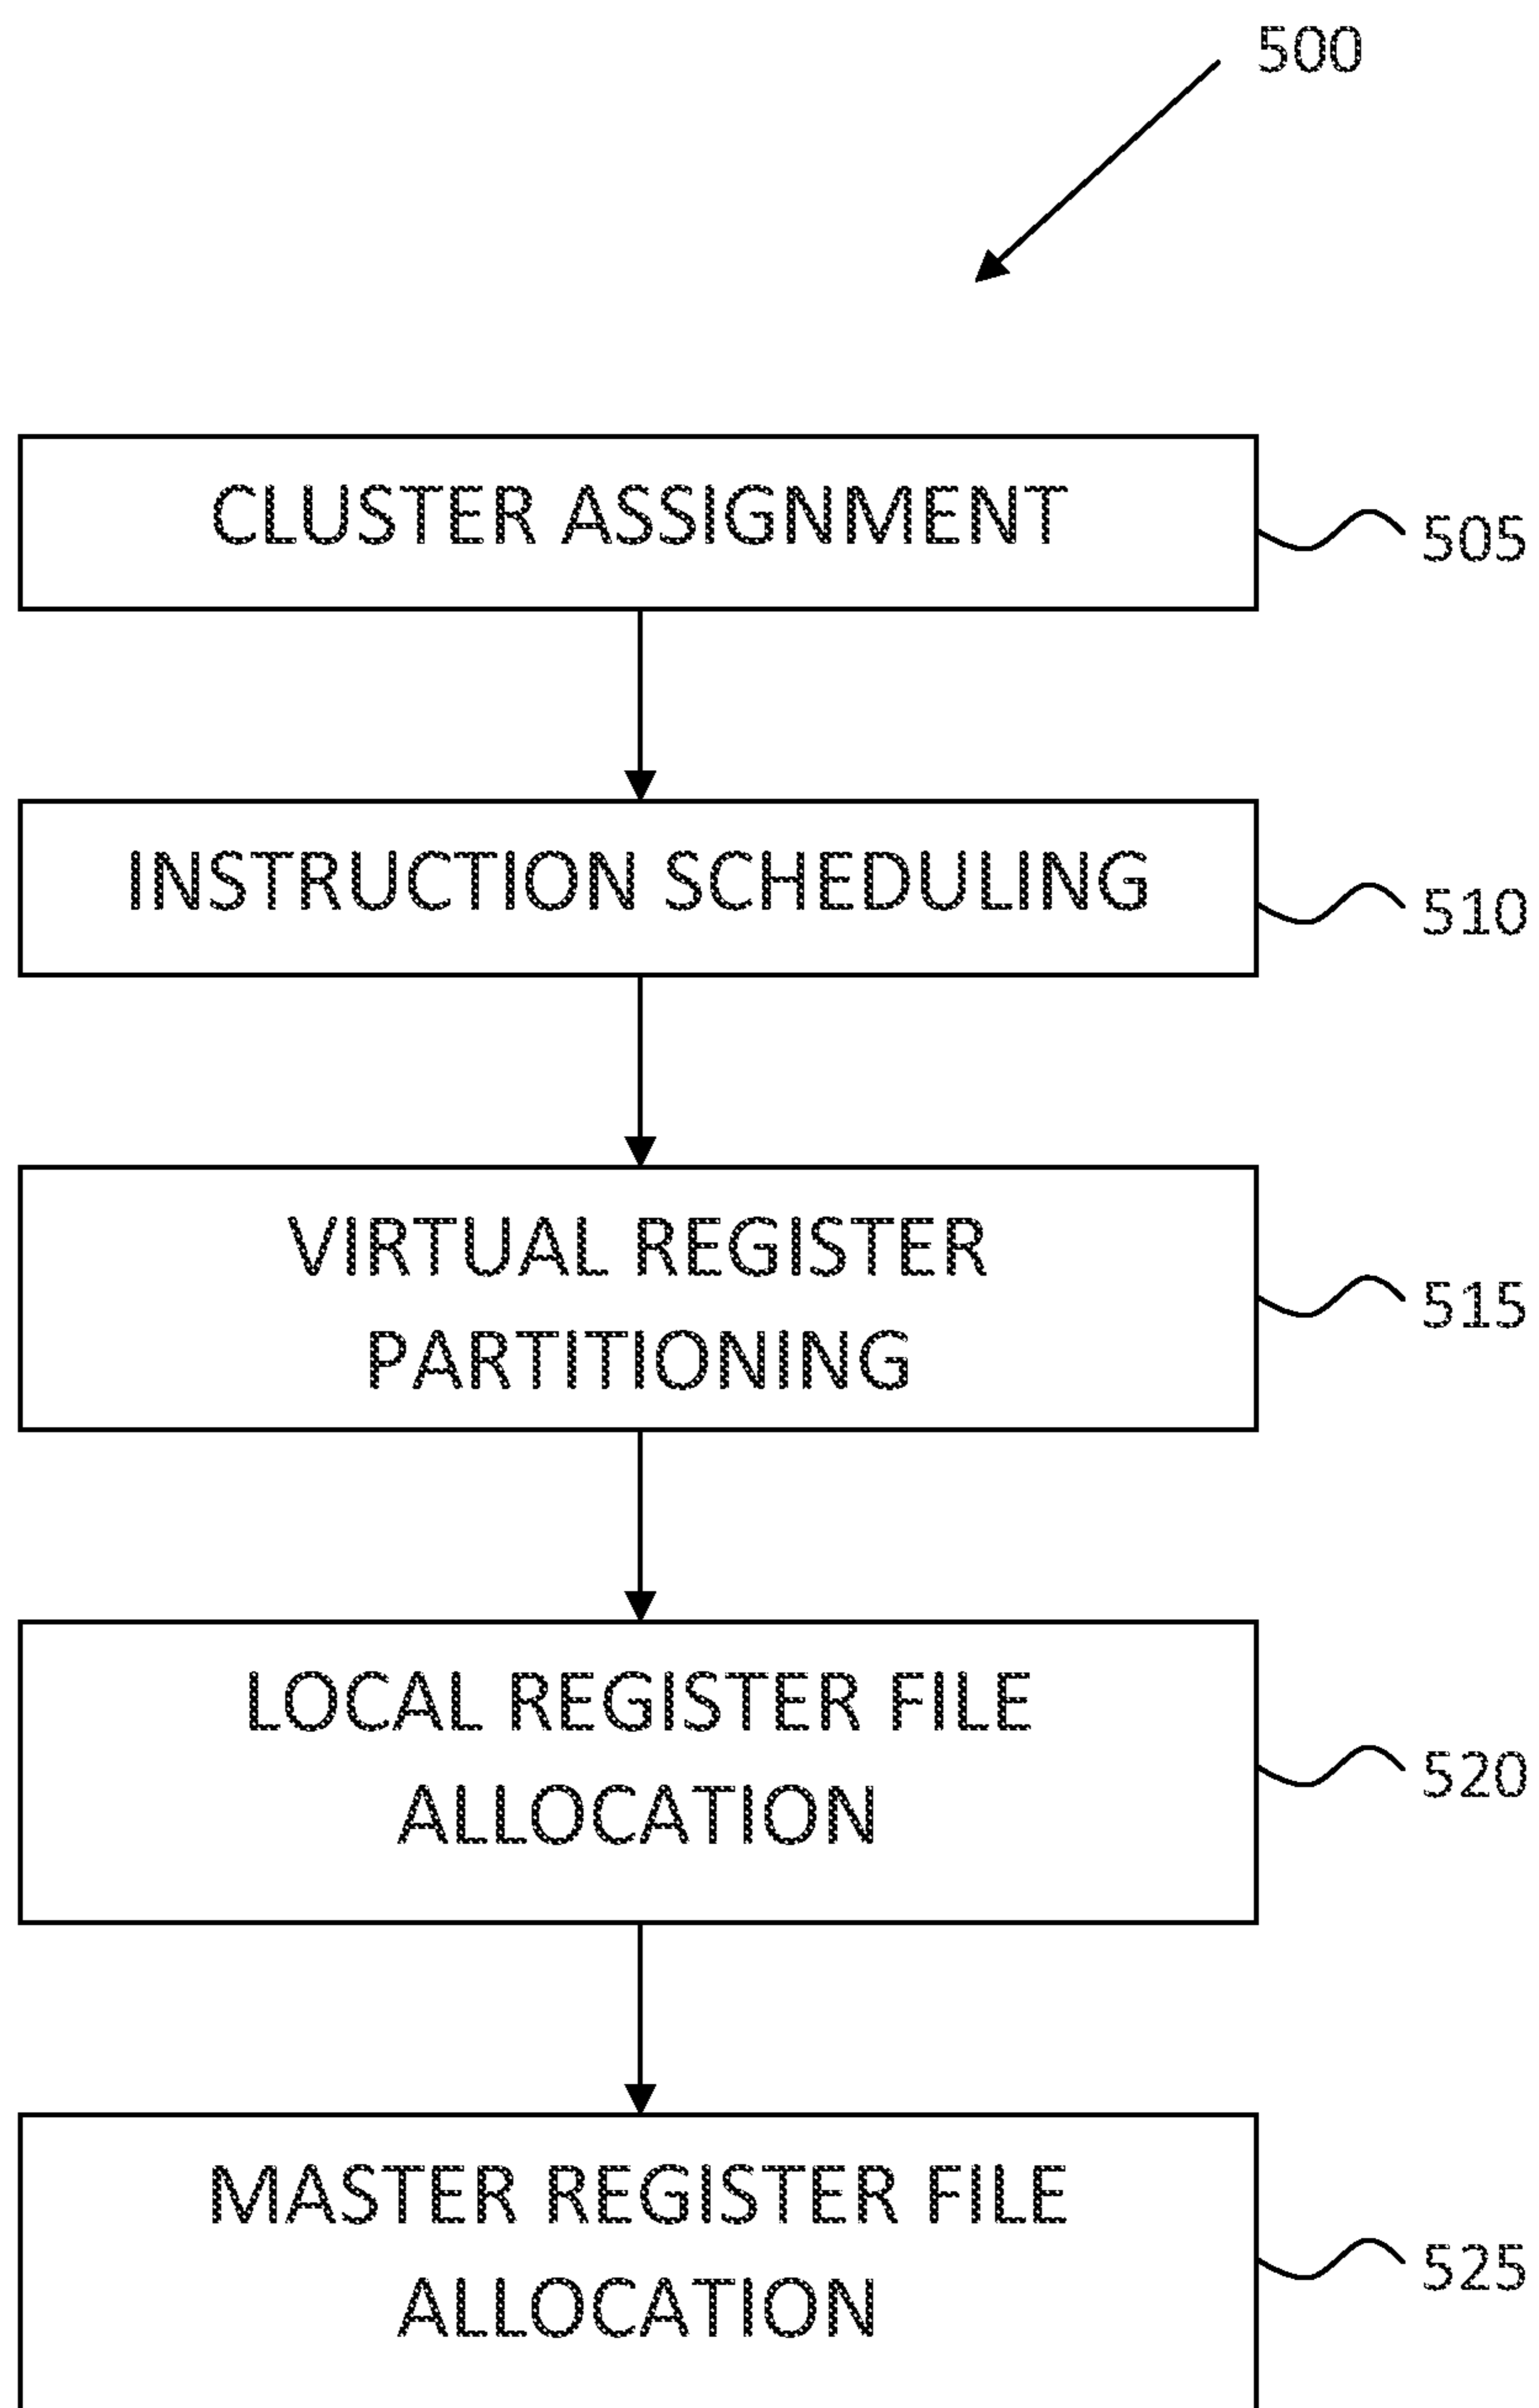 500
CLUSTER ASSIGNMENT
505
INSTRUCTION SCHEDULING
510
VIRTUAL REGISTER
PARTITIONING
515
LOCAL REGISTER FILE
ALLOCATION
520
MASTER REGISTER FILE
ALLOCATION
525